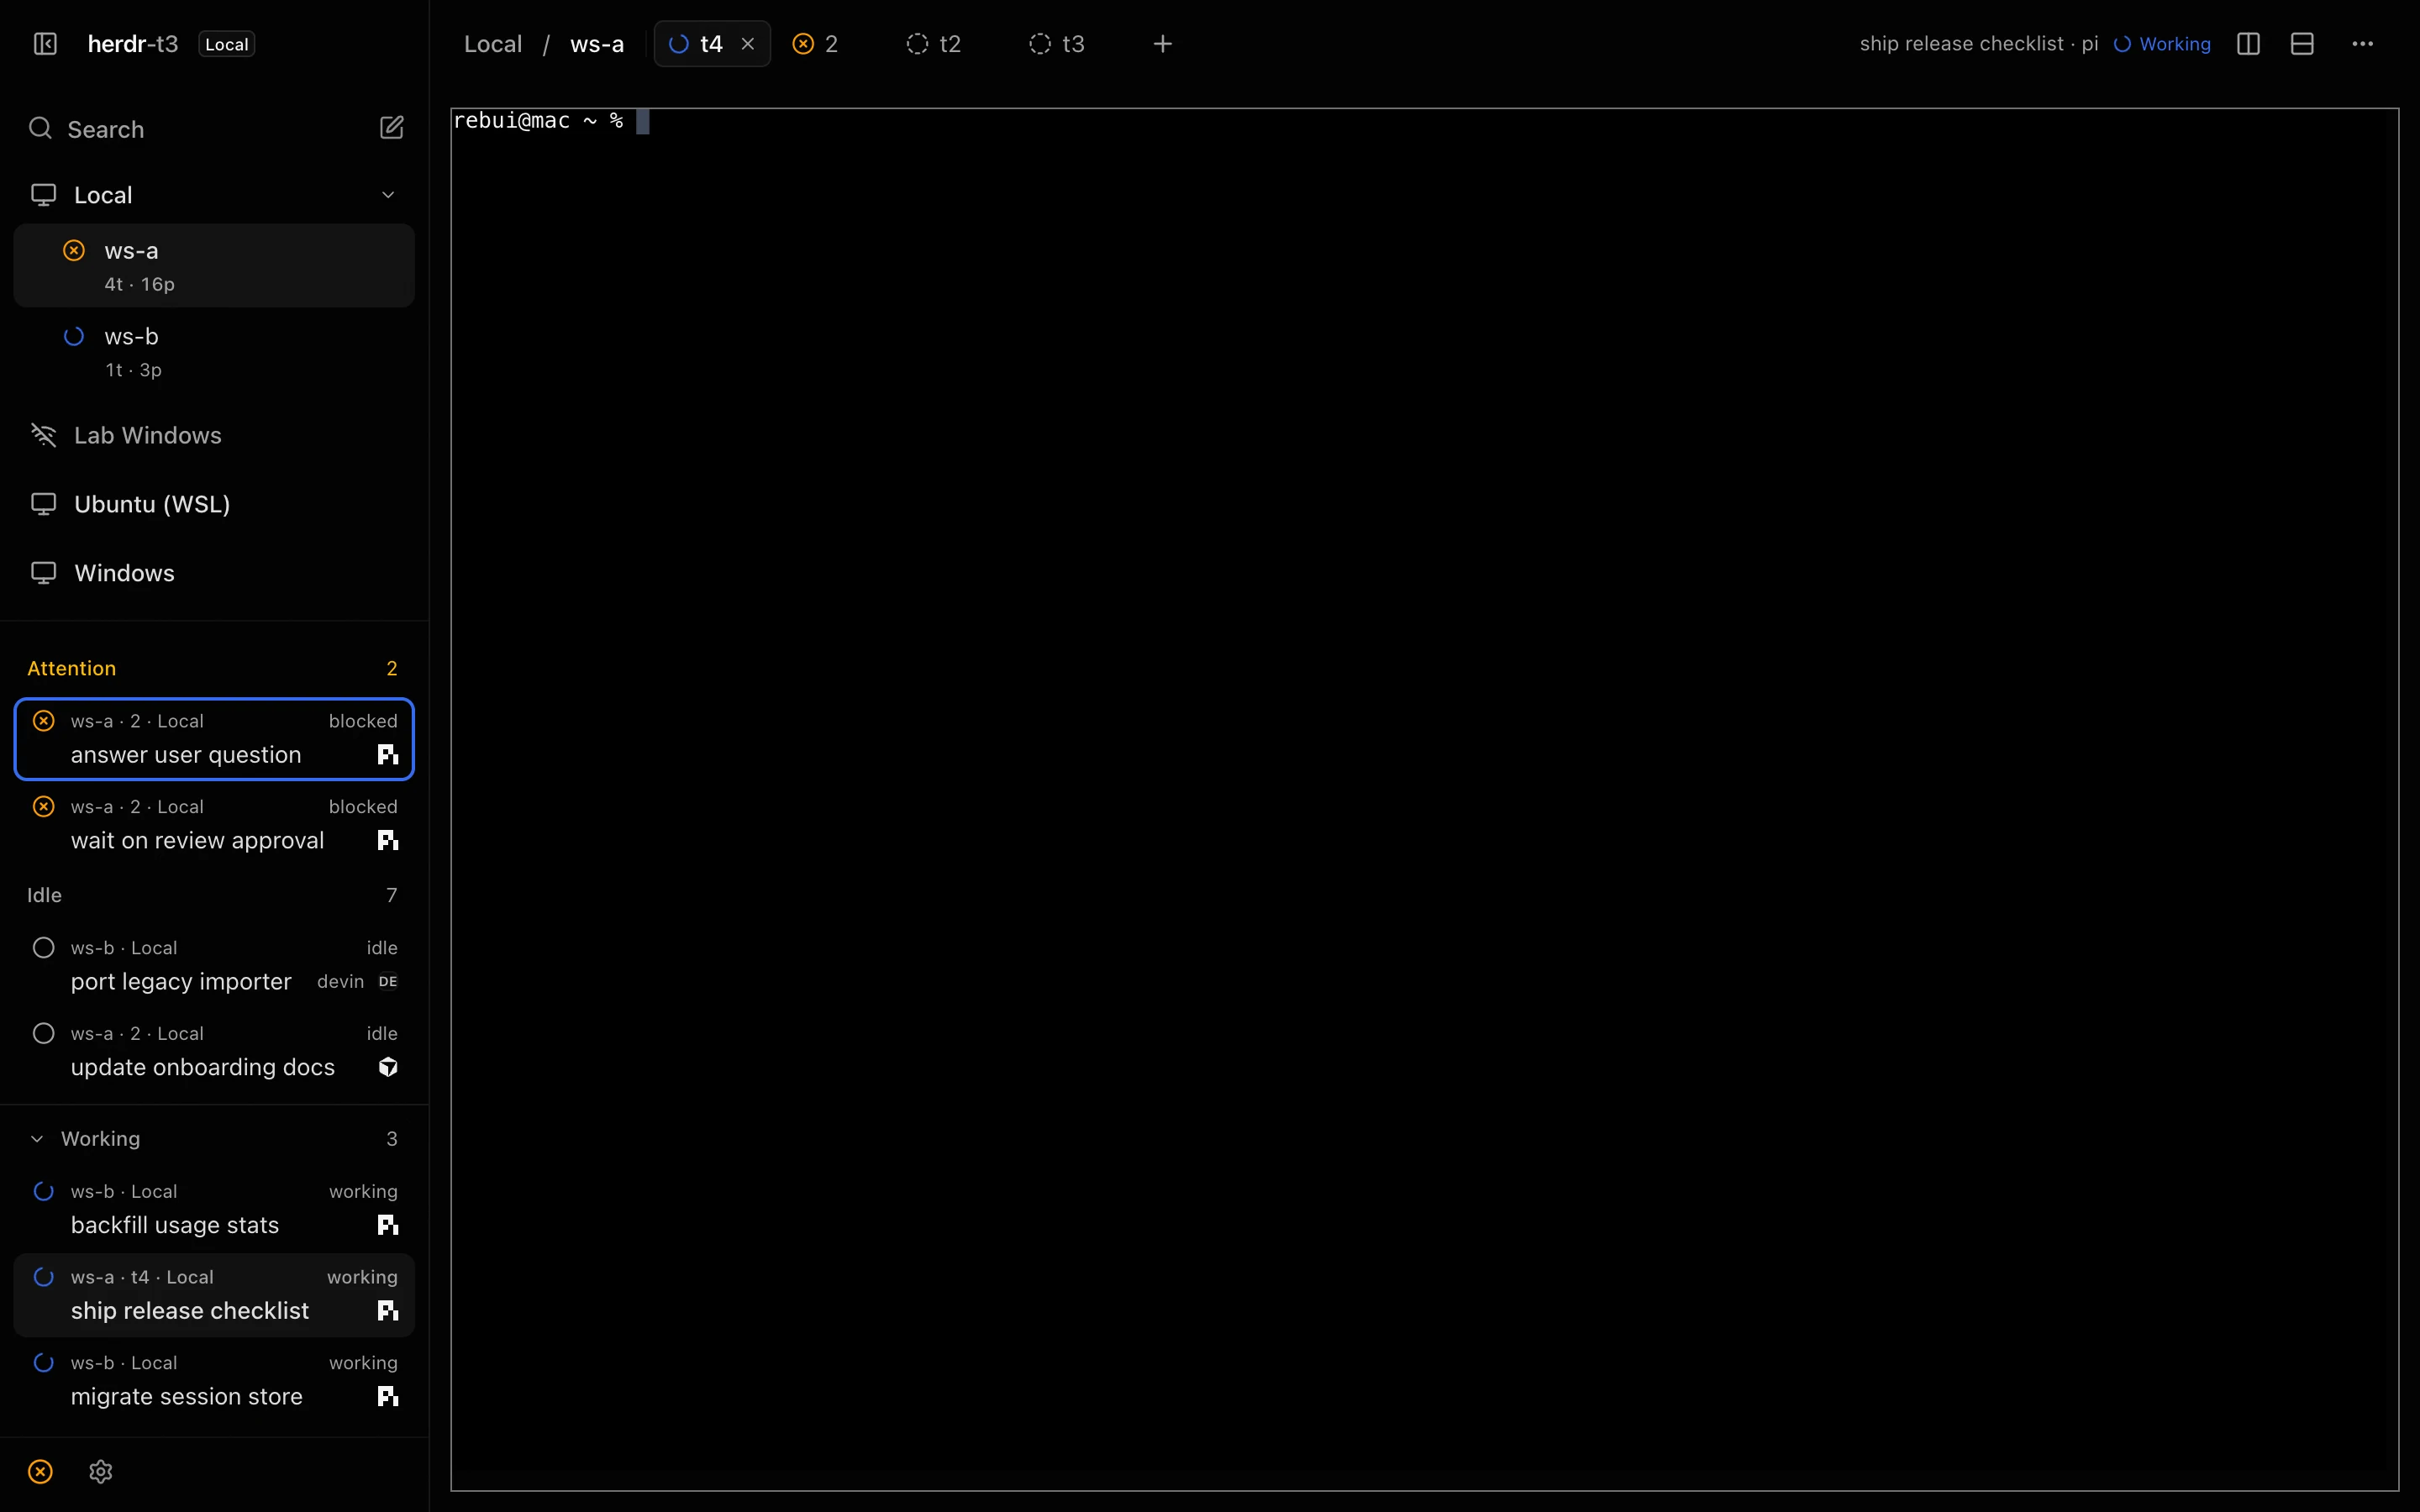 herdr-t3 Local
Search
Local
ws-a
4t · 16p
ws-b
1t · 3p
Lab Windows
Ubuntu (WSL)
Windows
Attention 2
ws-a · 2 · Local blocked
answer user question
ws-a · 2 · Local blocked
wait on review approval
Idle 7
ws-b · Local idle
port legacy importer devin DE
ws-a · 2 · Local idle
update onboarding docs
Working 3
ws-b · Local working
backfill usage stats
ws-a · t4 · Local working
ship release checklist
ws-b · Local working
migrate session store
Local / ws-a t4 2 t2 t3 ship release checklist · pi Working
rebui@mac ~ %